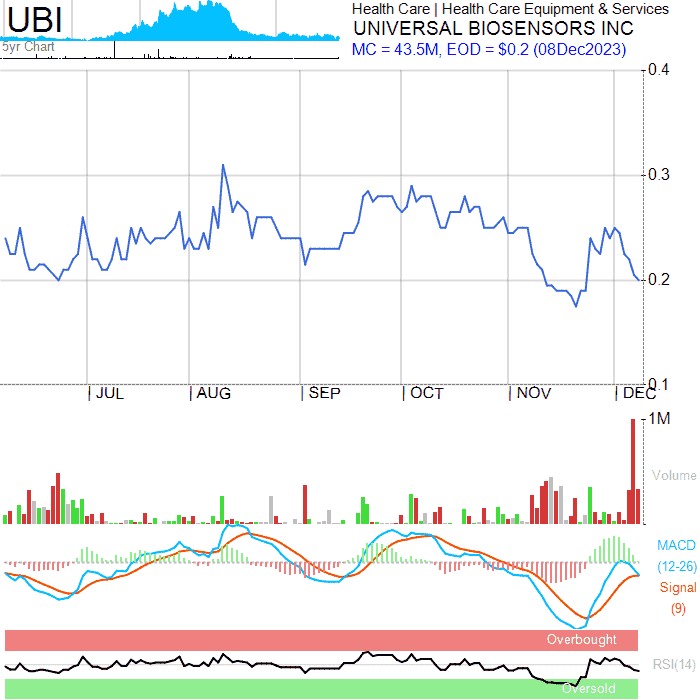 UBI
5yr Chart
Health Care | Health Care Equipment & Services
UNIVERSAL BIOSENSORS INC
MC = 43.5M, EOD = $0.2 (08Dec2023)
0.4
0.3
0.2
0.1
JUL AUG SEP OCT NOV DEC
1M
Volume
MACD
(12-26)
Signal
(9)
Overbought
RSI(14)
Oversold